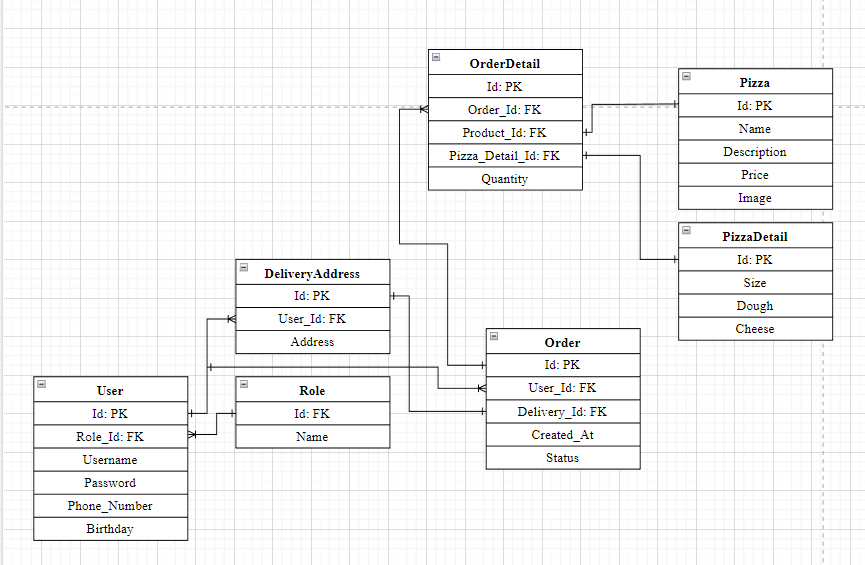 OrderDetail
Id: PK
Order_Id: FK
Product_Id: FK
Pizza_Detail_Id: FK
Quantity
Pizza
Id: PK
Name
Description
Price
Image
PizzaDetail
Id: PK
Size
Dough
Cheese
DeliveryAddress
Id: PK
User_Id: FK
Address
Order
Id: PK
User_Id: FK
Delivery_Id: FK
Created_At
Status
User
Id: PK
Role_Id: FK
Username
Password
Phone_Number
Birthday
Role
Id: FK
Name